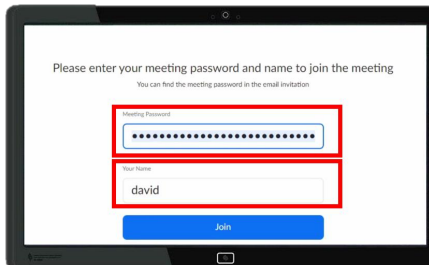 Please enter your meeting password and name to join the meeting
You can find the meeting password in the email invitation
Meeting Password
••••••••••••••••••••••••••
Your Name
david
Join